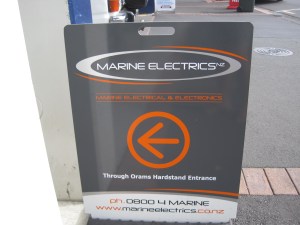 MARINE ELECTRICS NZ
MARINE ELECTRICAL & ELECTRONICS
Through Orams Hardstand Entrance
ph. 0800 4 MARINE
www.marineelectrics.co.nz